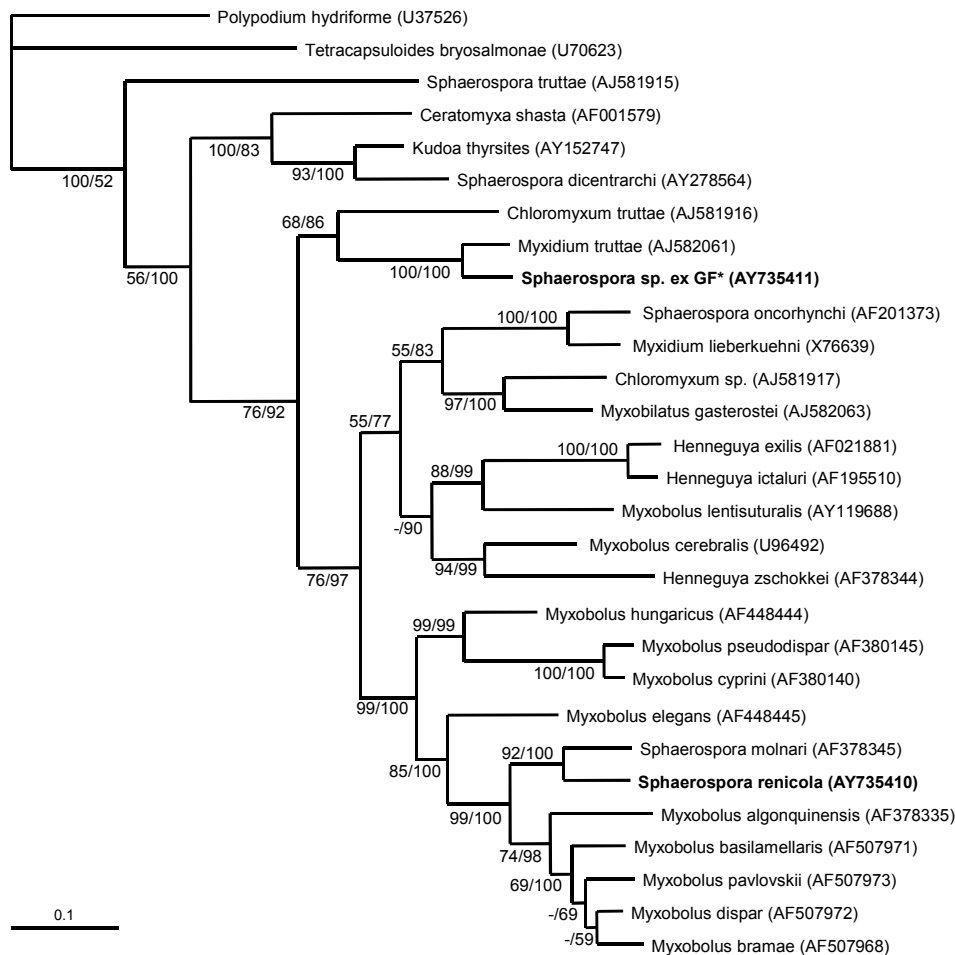 Polypodium hydriforme (U37526)
Tetracapsuloides bryosalmonae (U70623)
Sphaerospora truttae (AJ581915)
Ceratomyxa shasta (AF001579)
100/83
Kudoa thyrsites (AY152747)
93/100
100/52
Sphaerospora dicentrarchi (AY278564)
Chloromyxum truttae (AJ581916)
68/86
Myxidium truttae (AJ582061)
100/100
56/100
Sphaerospora sp. ex GF* (AY735411)
Sphaerospora oncorhynchi (AF201373)
100/100
Myxidium lieberkuehni (X76639)
55/83
Chloromyxum sp. (AJ581917)
97/100
Myxobilatus gasterostei (AJ582063)
76/92
55/77
Henneguya exilis (AF021881)
100/100
88/99
Henneguya ictaluri (AF195510)
Myxobolus lentisuturalis (AY119688)
-/90
Myxobolus cerebralis (U96492)
94/99
Henneguya zschokkei (AF378344)
76/97
Myxobolus hungaricus (AF448444)
99/99
Myxobolus pseudodispar (AF380145)
100/100
Myxobolus cyprini (AF380140)
99/100
Myxobolus elegans (AF448445)
Sphaerospora molnari (AF378345)
92/100
85/100
Sphaerospora renicola (AY735410)
99/100
Myxobolus algonquinensis (AF378335)
74/98
Myxobolus basilamellaris (AF507971)
69/100
Myxobolus pavlovskii (AF507973)
-/69
Myxobolus dispar (AF507972)
-/59
Myxobolus bramae (AF507968)
0.1